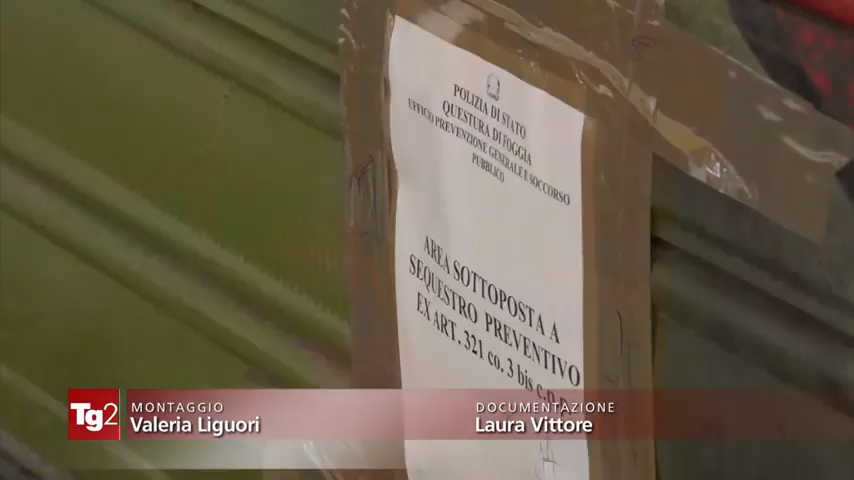 POLIZIA DI STATO
QUESTURA DI FOGGIA
UFFICIO PREVENZIONE GENERALE E SOCCORSO
PUBBLICO
AREA SOTTOPOSTA A
SEQUESTRO PREVENTIVO
EX ART. 321 co. 3 bis c.p.p.
Tg2
MONTAGGIO
Valeria Liguori
DOCUMENTAZIONE
Laura Vittore